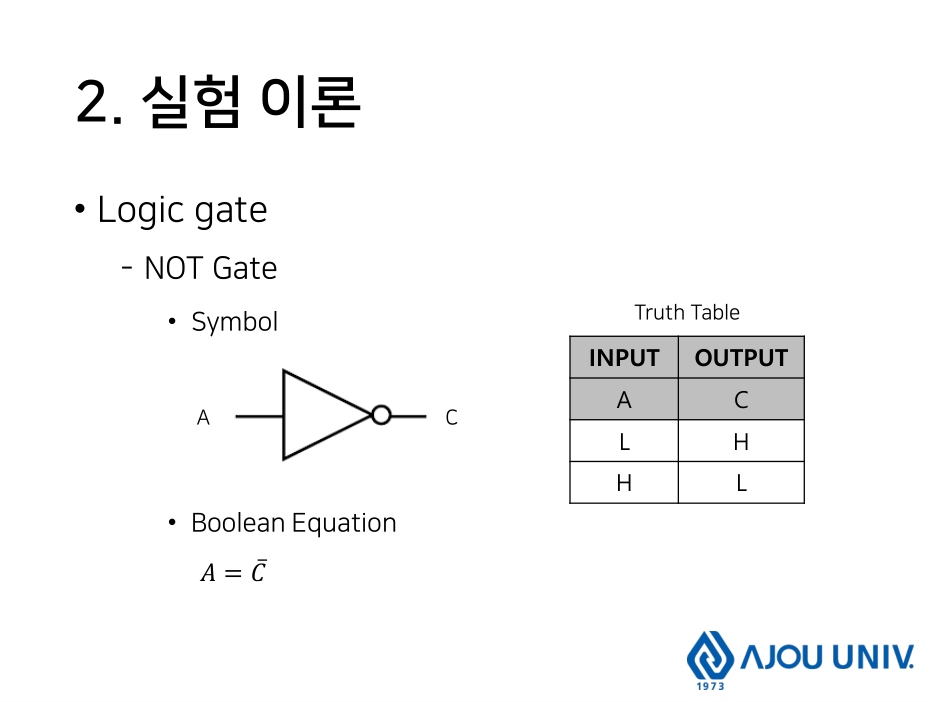 2. 실험 이론
• Logic gate
- NOT Gate
• Symbol
A
C
• Boolean Equation
A = C̄
Truth Table
INPUT OUTPUT
A C
L H
H L
AJOU UNIV.
1973